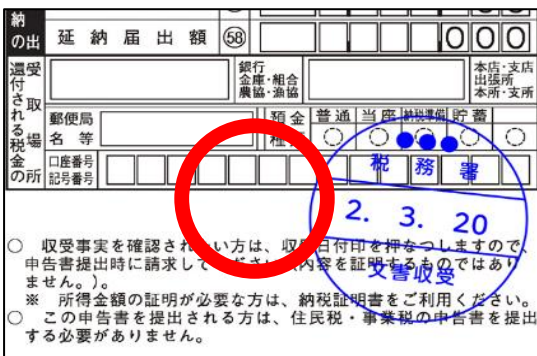 納
の出 延納届出額 58 000
還付される税金の 受取場所
銀行 金庫・組合 農協・漁協
本店・支店 出張所 本所・支所
郵便局名等
預金種類 普通 当座 納税準備 貯蓄
口座番号 記号番号
税務署
2. 3. 20
文書収受
○ 収受事実を確認されたい方は、収受日付印を押なつしますので、
申告書提出時に請求してください(内容を証明するものではあり
ません。)。
※ 所得金額の証明が必要な方は、納税証明書をご利用ください。
○ この申告書を提出される方は、住民税・事業税の申告書を提出
する必要がありません。